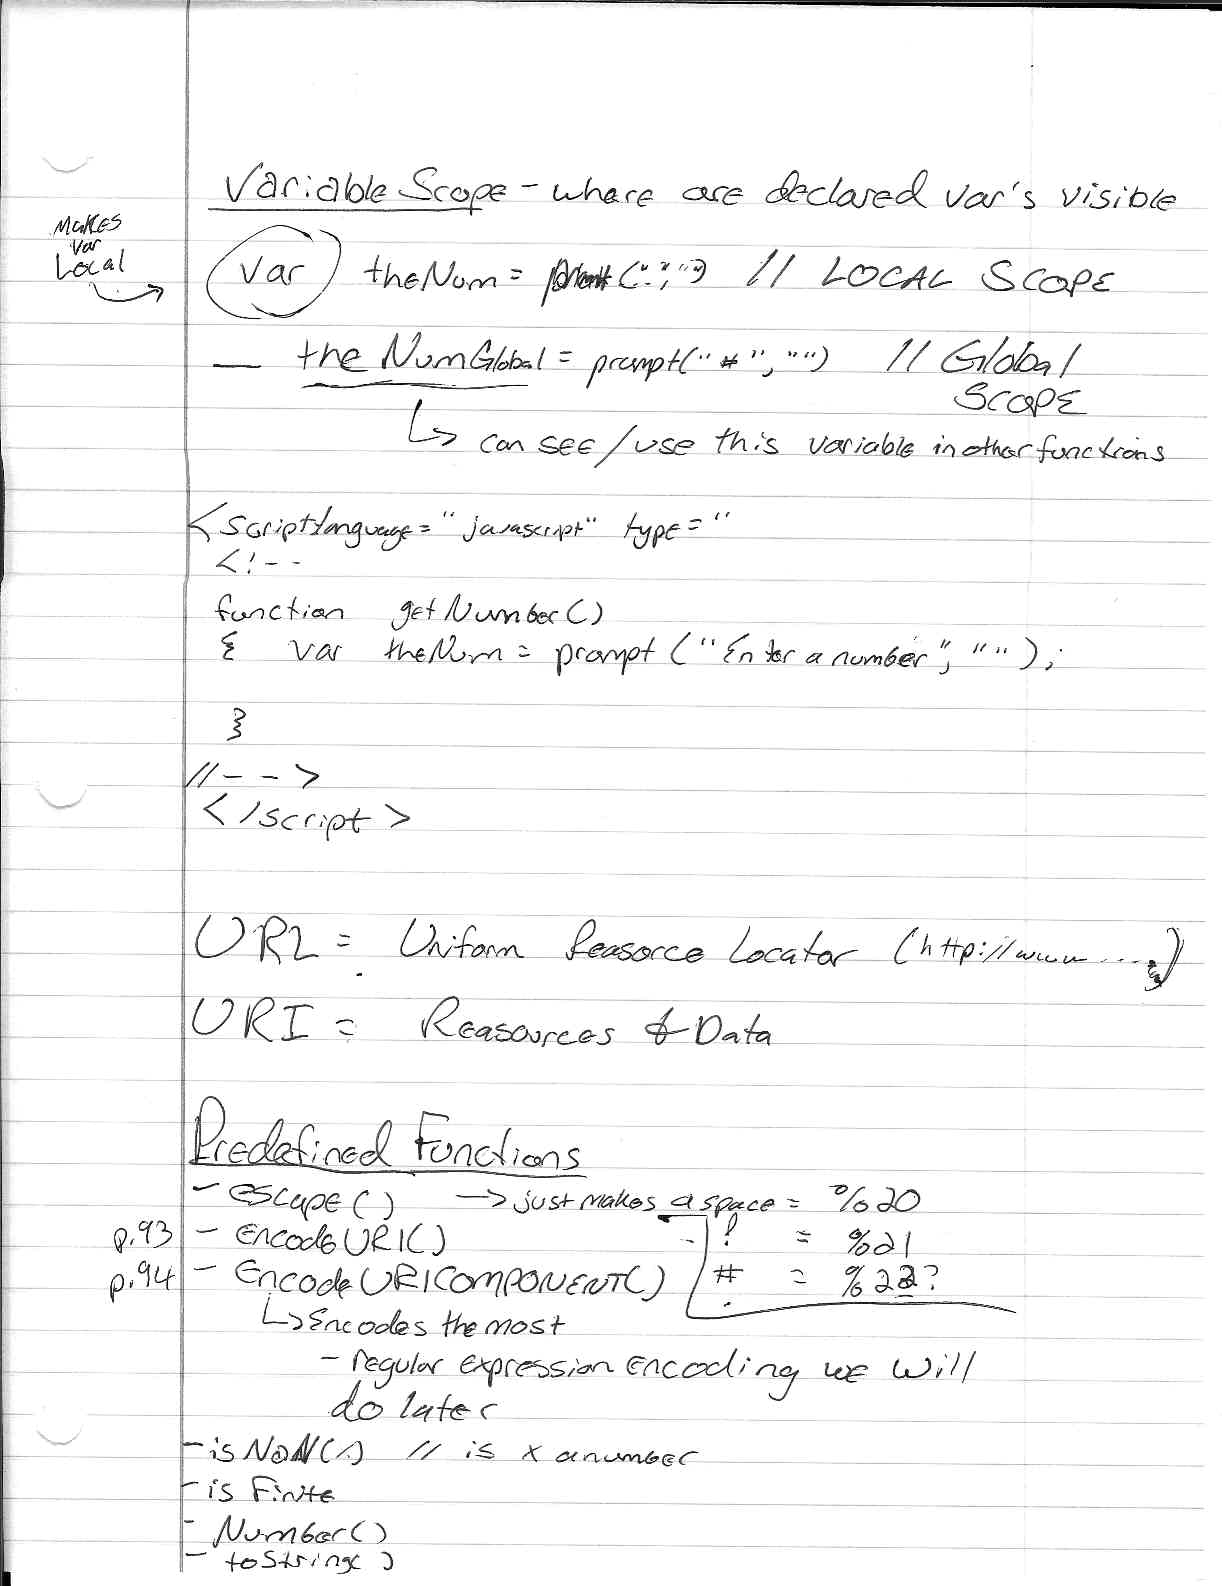 Variable Scope - where are declared var's visible
Makes
var
Local
var theNum = prompt(" ", " ") // LOCAL SCOPE
— theNumGlobal = prompt("#", "") // Global
SCOPE
↳ can see/use this variable in other functions
<script language="javascript" type="
<!--
function getNumber()
{ var theNum = prompt("Enter a number", "");
}
//-->
</script>
URL = Uniform Reasorce Locator (http://www....)
URI = Reasources & Data
Predefined Functions
- escape() → just makes a space = %20
p.93 - EncodeURI() - ! = %21
p.94 - EncodeURICOMPONENT() # = %22?
↳ Encodes the most
- regular expression encoding we will
do later
- isNaN(x) // is x a number
- is Finite
- Number()
- toString()